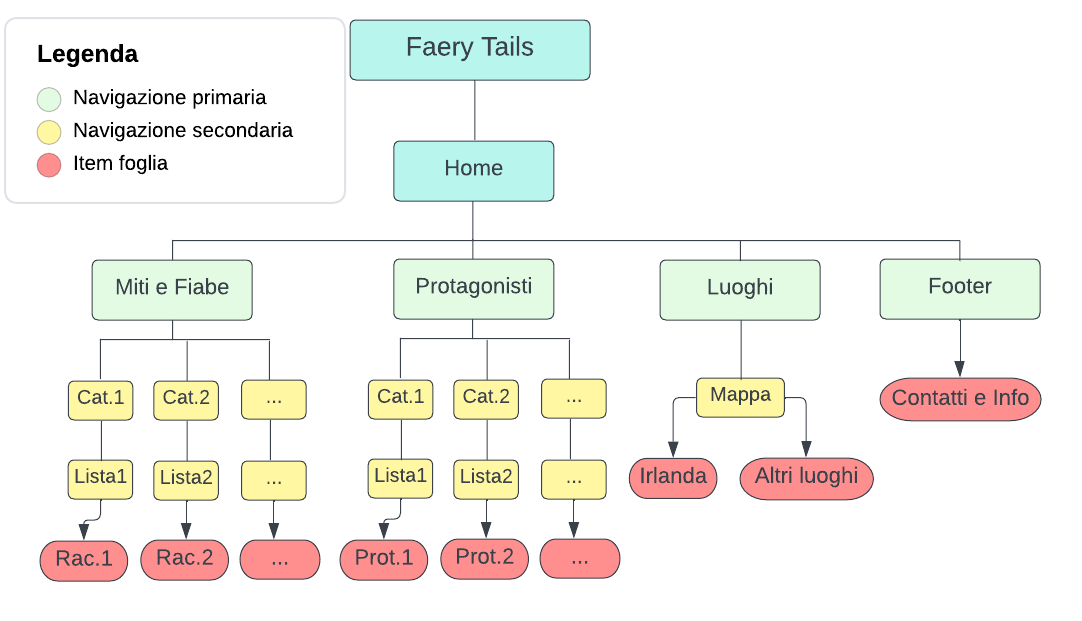 Legenda
Navigazione primaria
Navigazione secondaria
Item foglia
Faery Tails
Home
Miti e Fiabe
Protagonisti
Luoghi
Footer
Cat.1
Cat.2
...
Cat.1
Cat.2
...
Mappa
Contatti e Info
Lista1
Lista2
...
Lista1
Lista2
...
Irlanda
Altri luoghi
Rac.1
Rac.2
...
Prot.1
Prot.2
...